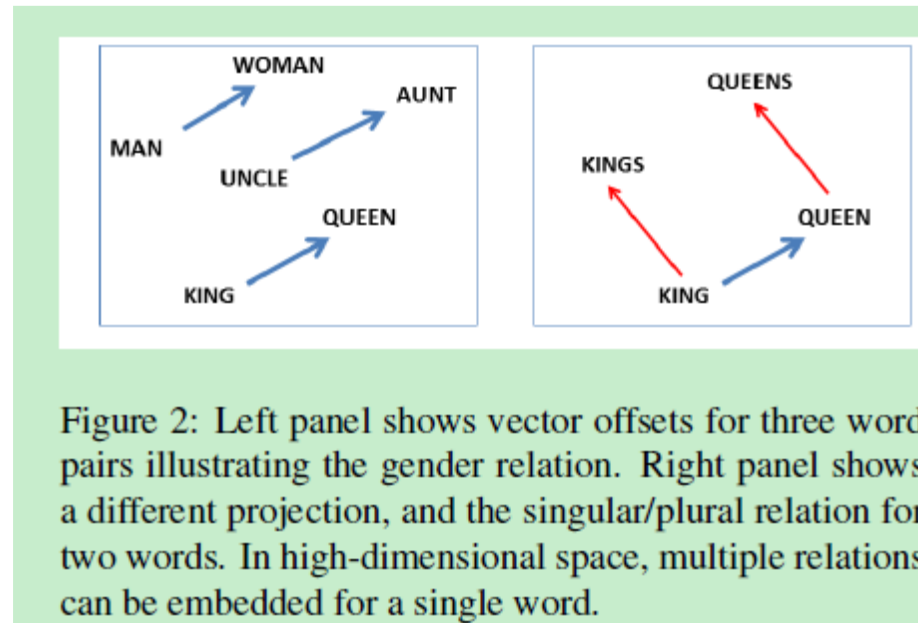 WOMAN
AUNT
MAN
UNCLE
QUEEN
KING
QUEENS
KINGS
QUEEN
KING
Figure 2: Left panel shows vector offsets for three word
pairs illustrating the gender relation. Right panel shows
a different projection, and the singular/plural relation for
two words. In high-dimensional space, multiple relations
can be embedded for a single word.